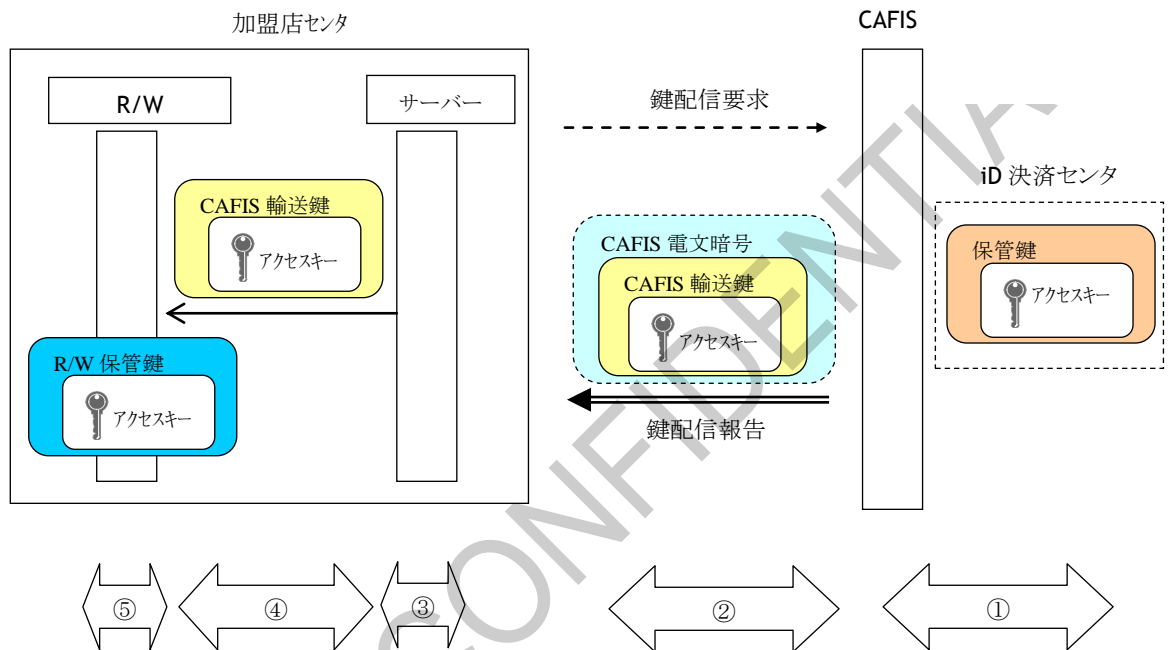 加盟店センタ
CAFIS
R/W
サーバー
鍵配信要求
iD 決済センタ
CAFIS 輸送鍵
アクセスキー
CAFIS 電文暗号
CAFIS 輸送鍵
アクセスキー
保管鍵
アクセスキー
R/W 保管鍵
アクセスキー
鍵配信報告
⑤
④
③
②
①
CONFIDENTIA